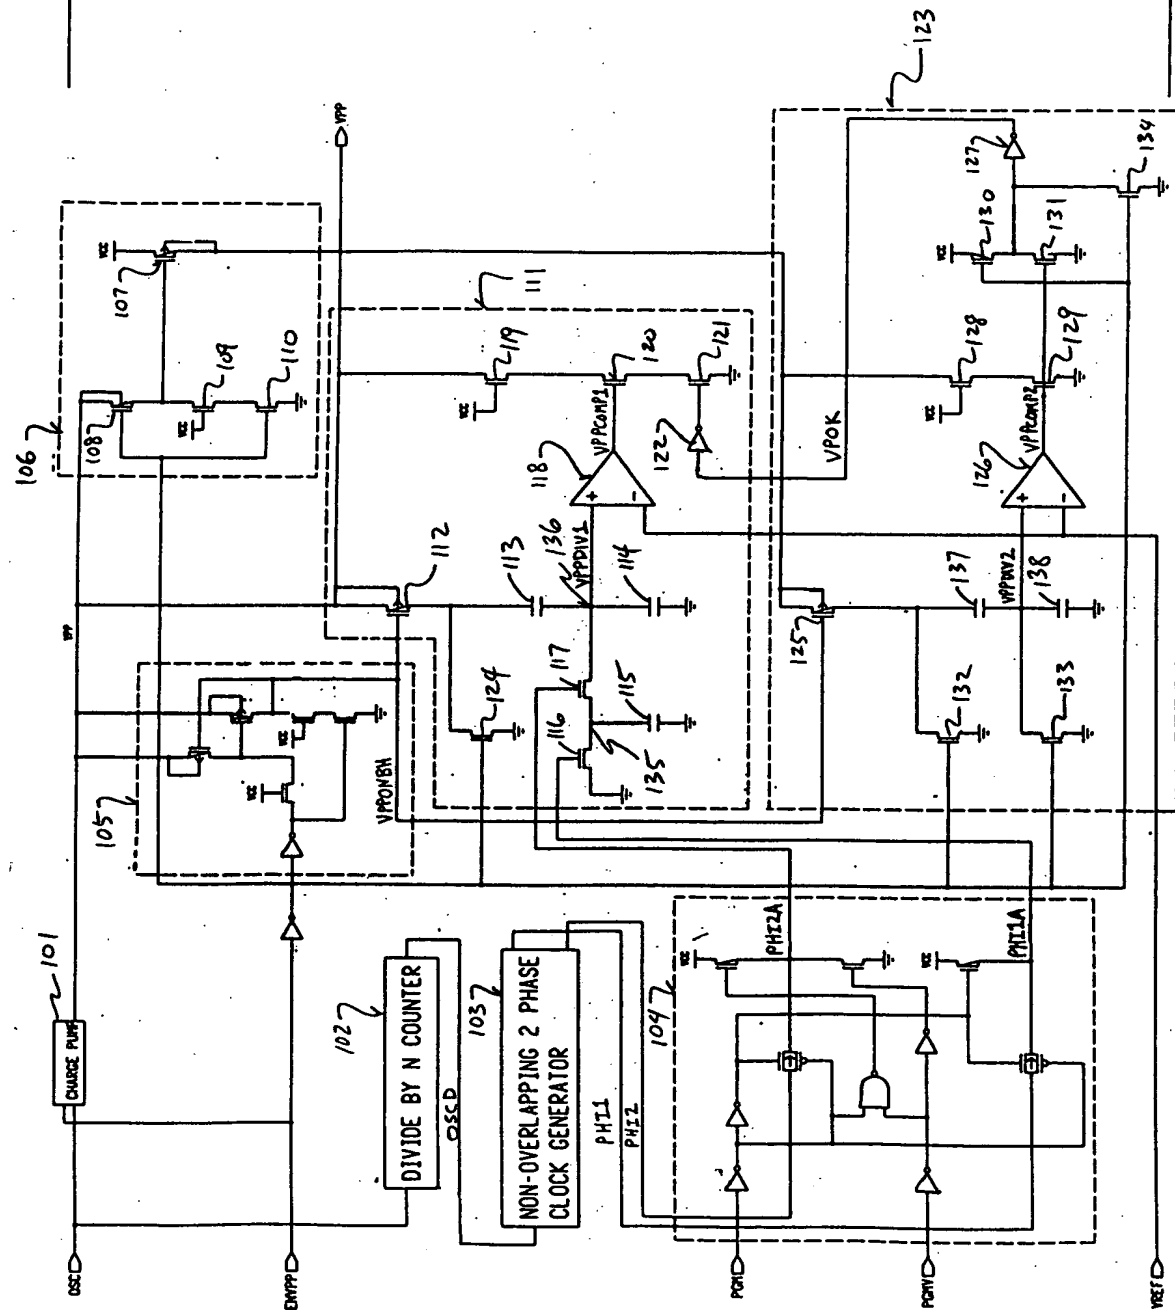 101
CHARGE PUMP
OSC
ENVPP
102
DIVIDE BY N COUNTER
OSCD
103
NON-OVERLAPPING 2 PHASE
CLOCK GENERATOR
PHI1
PHI2
104
PGM
PGMV
VREF
VCC
PHI2A
VCC
PHI1A
105
VCC
VCC
VPPONBH
VPP
106
107
VCC
108
109
VCC
110
VPP
111
112
113
136
VPPDIV1
114
115
116
117
135
124
118
+
-
VPPCOMP1
119
VCC
120
121
122
VPOK
123
125
132
133
137
VPPDIV2
138
126
+
-
VPPCOMP2
128
VCC
129
130
VCC
131
127
134